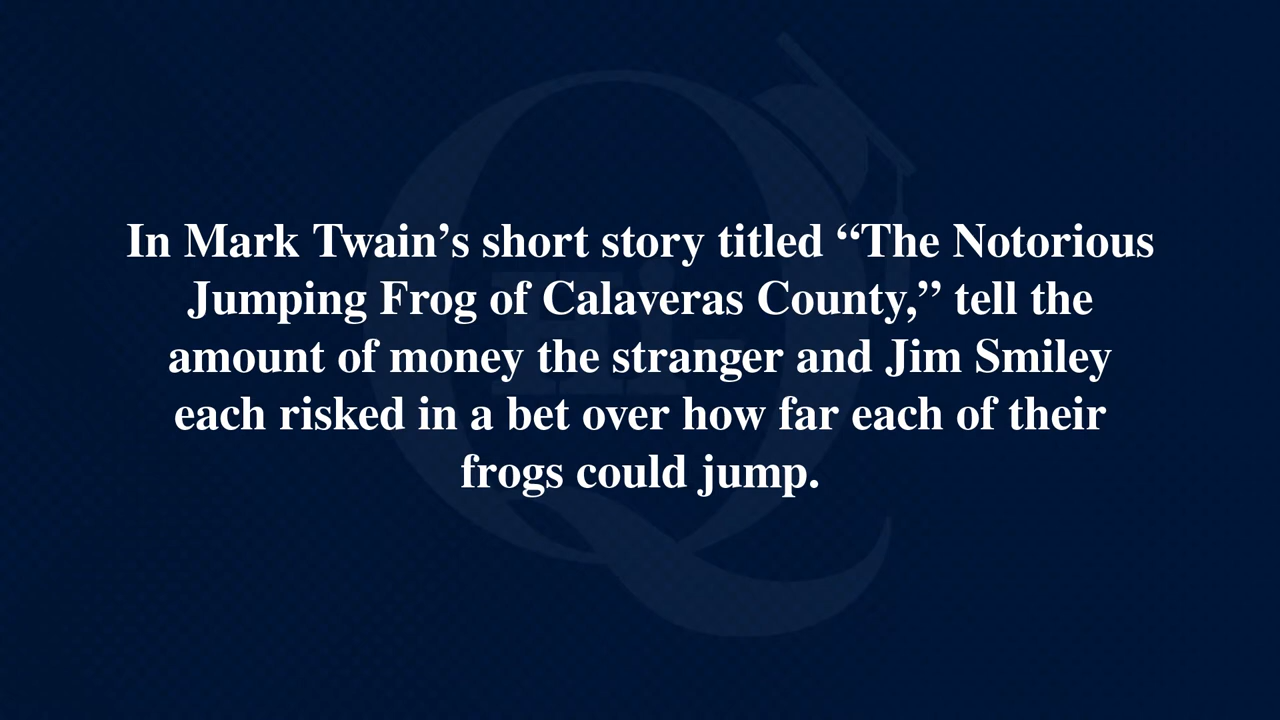 In Mark Twain’s short story titled “The Notorious
Jumping Frog of Calaveras County,” tell the
amount of money the stranger and Jim Smiley
each risked in a bet over how far each of their
frogs could jump.